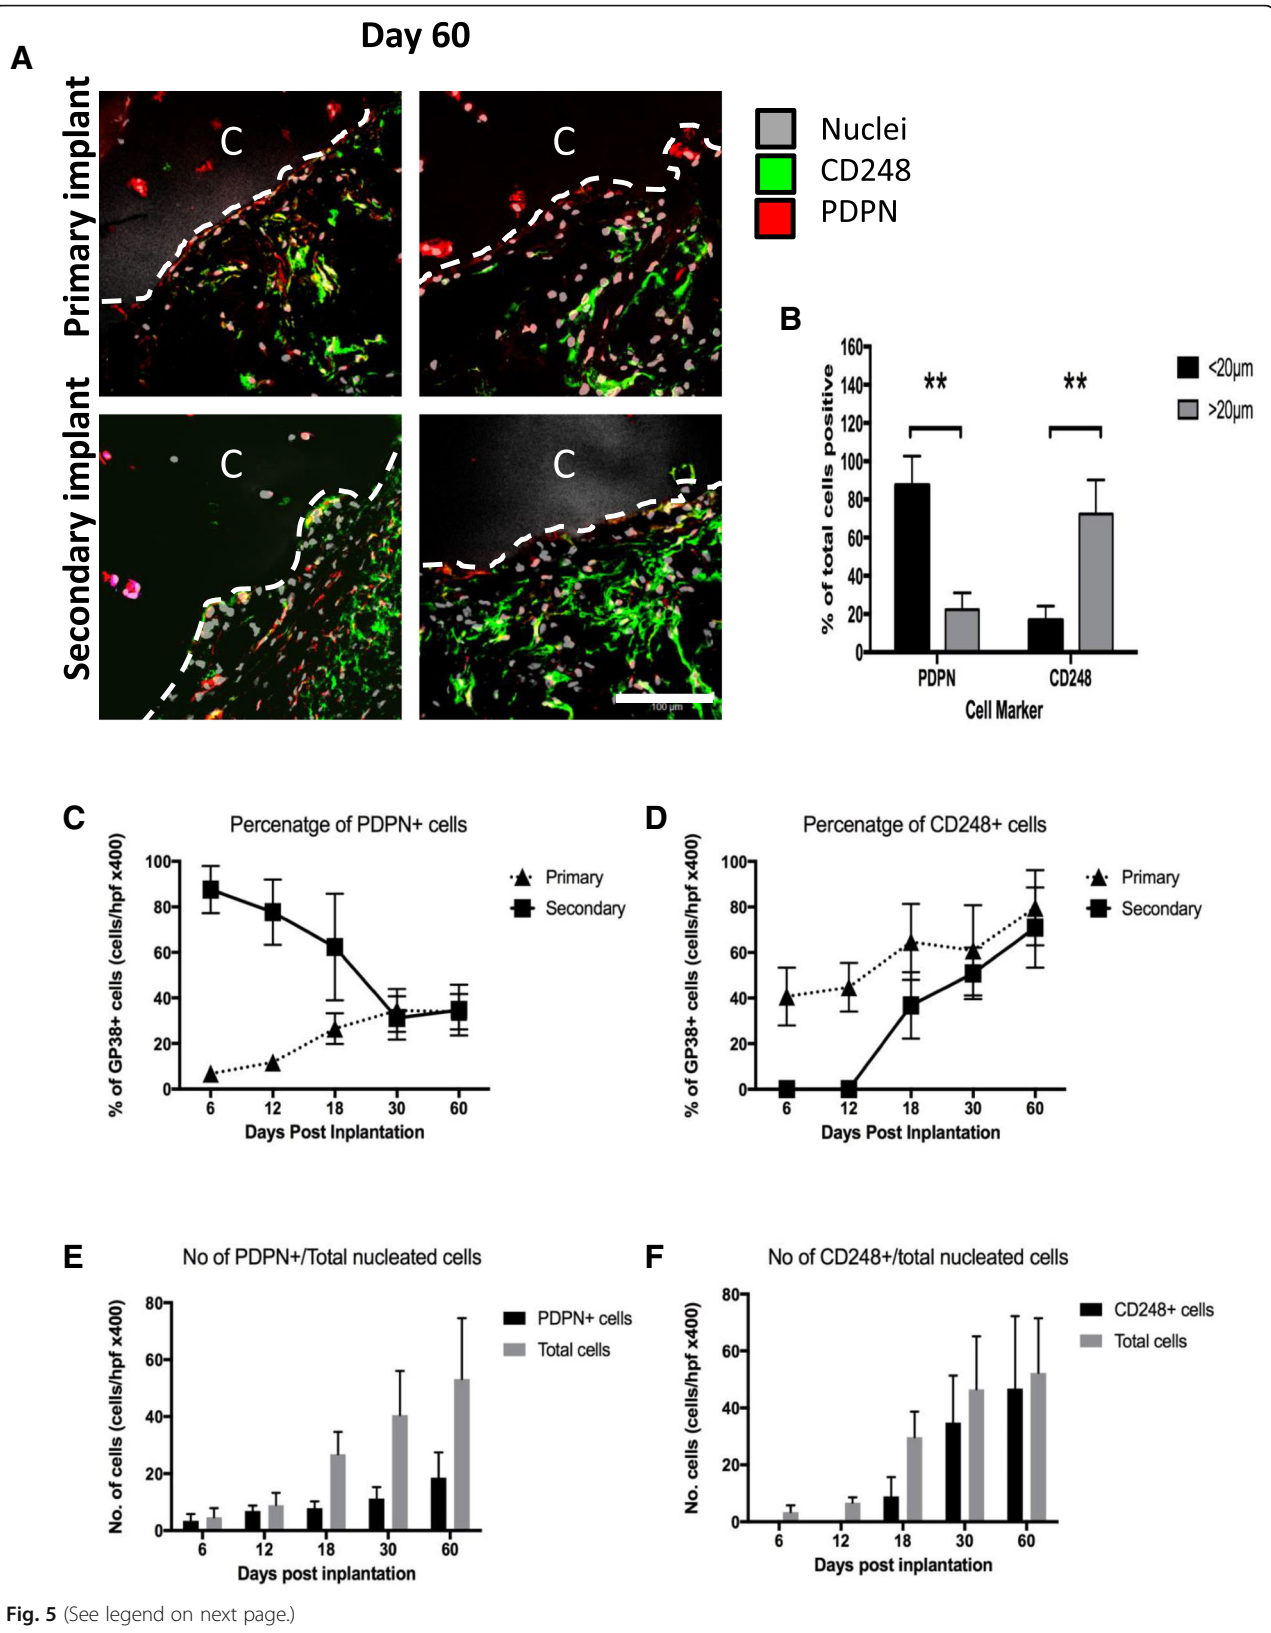 Day 60
A
Primary implant
C
C
Nuclei
CD248
PDPN
Secondary implant
C
C
100 µm
B
% of total cells positive
160
140
120
100
80
60
40
20
0
**
**
<20µm
>20µm
PDPN
CD248
Cell Marker
C
Percenatge of PDPN+ cells
% of GP38+ cells (cells/hpf x400)
100
80
60
40
20
0
Primary
Secondary
6 12 18 30 60
Days Post Inplantation
D
Percenatge of CD248+ cells
% of GP38+ cells (cells/hpf x400)
100
80
60
40
20
0
Primary
Secondary
6 12 18 30 60
Days Post Inplantation
E
No of PDPN+/Total nucleated cells
No. of cells (cells/hpf x400)
80
60
40
20
0
PDPN+ cells
Total cells
6 12 18 30 60
Days post inplantation
F
No of CD248+/total nucleated cells
No. cells (cells/hpf x400)
80
60
40
20
0
CD248+ cells
Total cells
6 12 18 30 60
Days post inplantation
Fig. 5 (See legend on next page.)